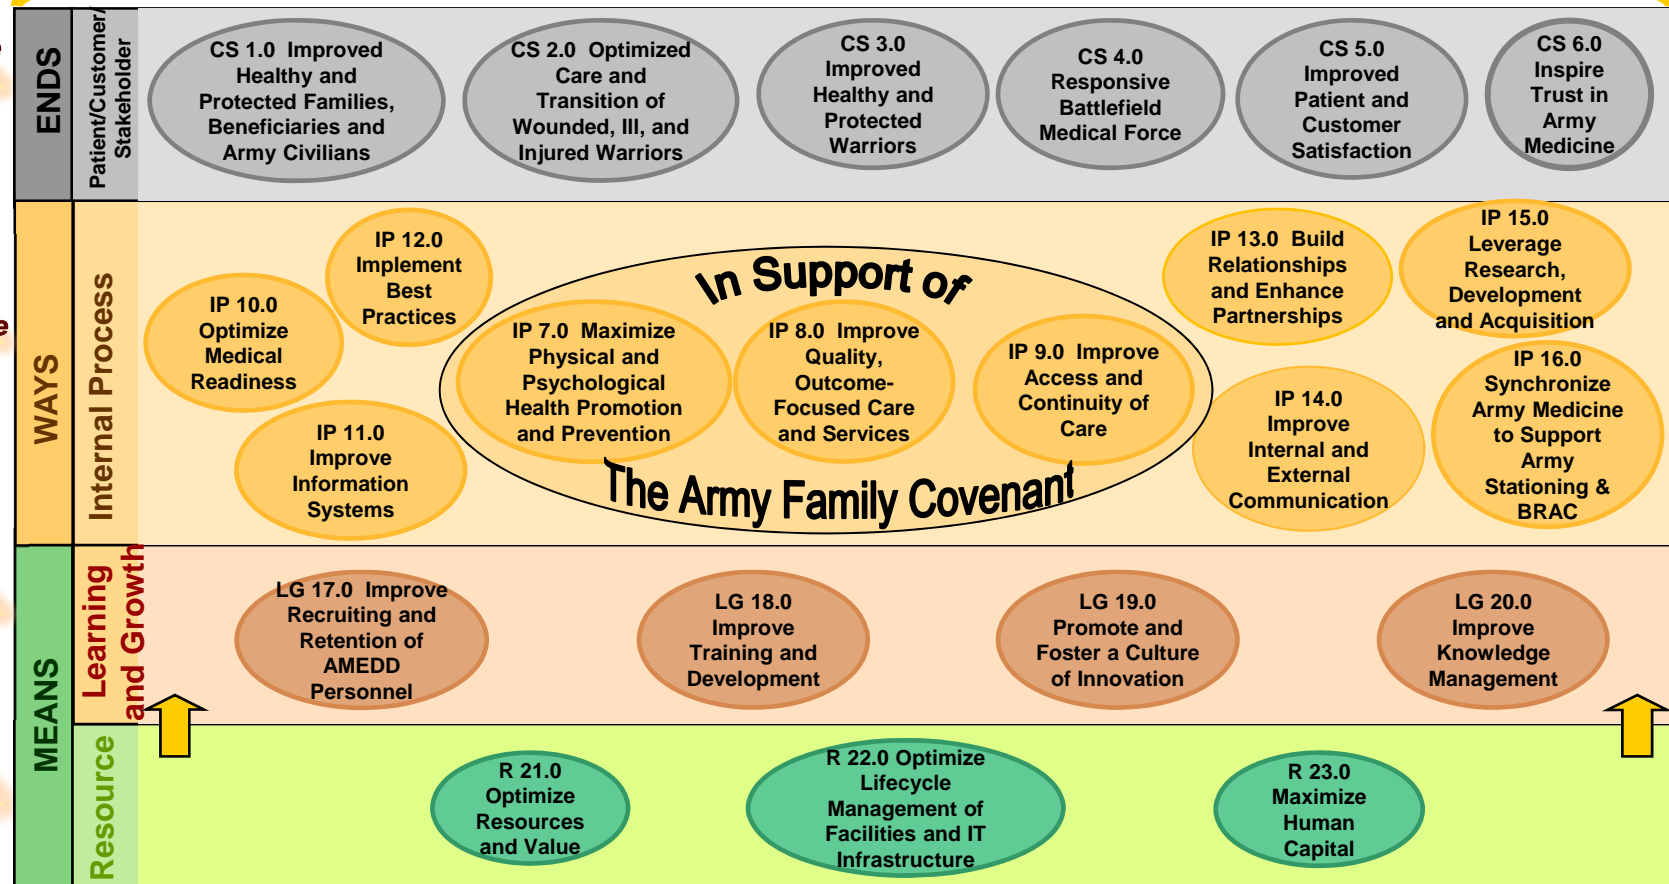 ENDS
Patient/Customer/
Stakeholder
CS 1.0 Improved
Healthy and
Protected Families,
Beneficiaries and
Army Civilians
CS 2.0 Optimized
Care and
Transition of
Wounded, Ill, and
Injured Warriors
CS 3.0
Improved
Healthy and
Protected
Warriors
CS 4.0
Responsive
Battlefield
Medical Force
CS 5.0
Improved
Patient and
Customer
Satisfaction
CS 6.0
Inspire
Trust in
Army
Medicine
WAYS
Internal Process
IP 10.0
Optimize
Medical
Readiness
IP 12.0
Implement
Best
Practices
IP 11.0
Improve
Information
Systems
In Support of
IP 7.0 Maximize
Physical and
Psychological
Health Promotion
and Prevention
IP 8.0 Improve
Quality,
Outcome-
Focused Care
and Services
IP 9.0 Improve
Access and
Continuity of
Care
The Army Family Covenant
IP 13.0 Build
Relationships
and Enhance
Partnerships
IP 15.0
Leverage
Research,
Development
and Acquisition
IP 14.0
Improve
Internal and
External
Communication
IP 16.0
Synchronize
Army Medicine
to Support
Army
Stationing &
BRAC
MEANS
Learning
and Growth
LG 17.0 Improve
Recruiting and
Retention of
AMEDD
Personnel
LG 18.0
Improve
Training and
Development
LG 19.0
Promote and
Foster a Culture
of Innovation
LG 20.0
Improve
Knowledge
Management
Resource
R 21.0
Optimize
Resources
and Value
R 22.0 Optimize
Lifecycle
Management of
Facilities and IT
Infrastructure
R 23.0
Maximize
Human
Capital